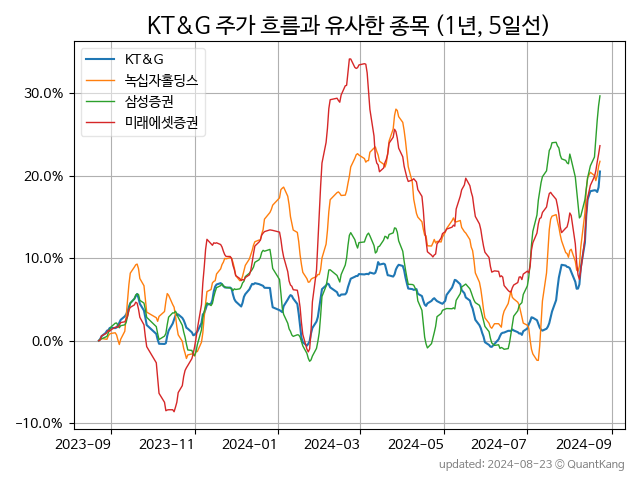 KT&G 주가 흐름과 유사한 종목 (1년, 5일선)
KT&G
녹십자홀딩스
삼성증권
미래에셋증권
30.0%
20.0%
10.0%
0.0%
-10.0%
2023-09 2023-11 2024-01 2024-03 2024-05 2024-07 2024-09
updated: 2024-08-23 © QuantKang